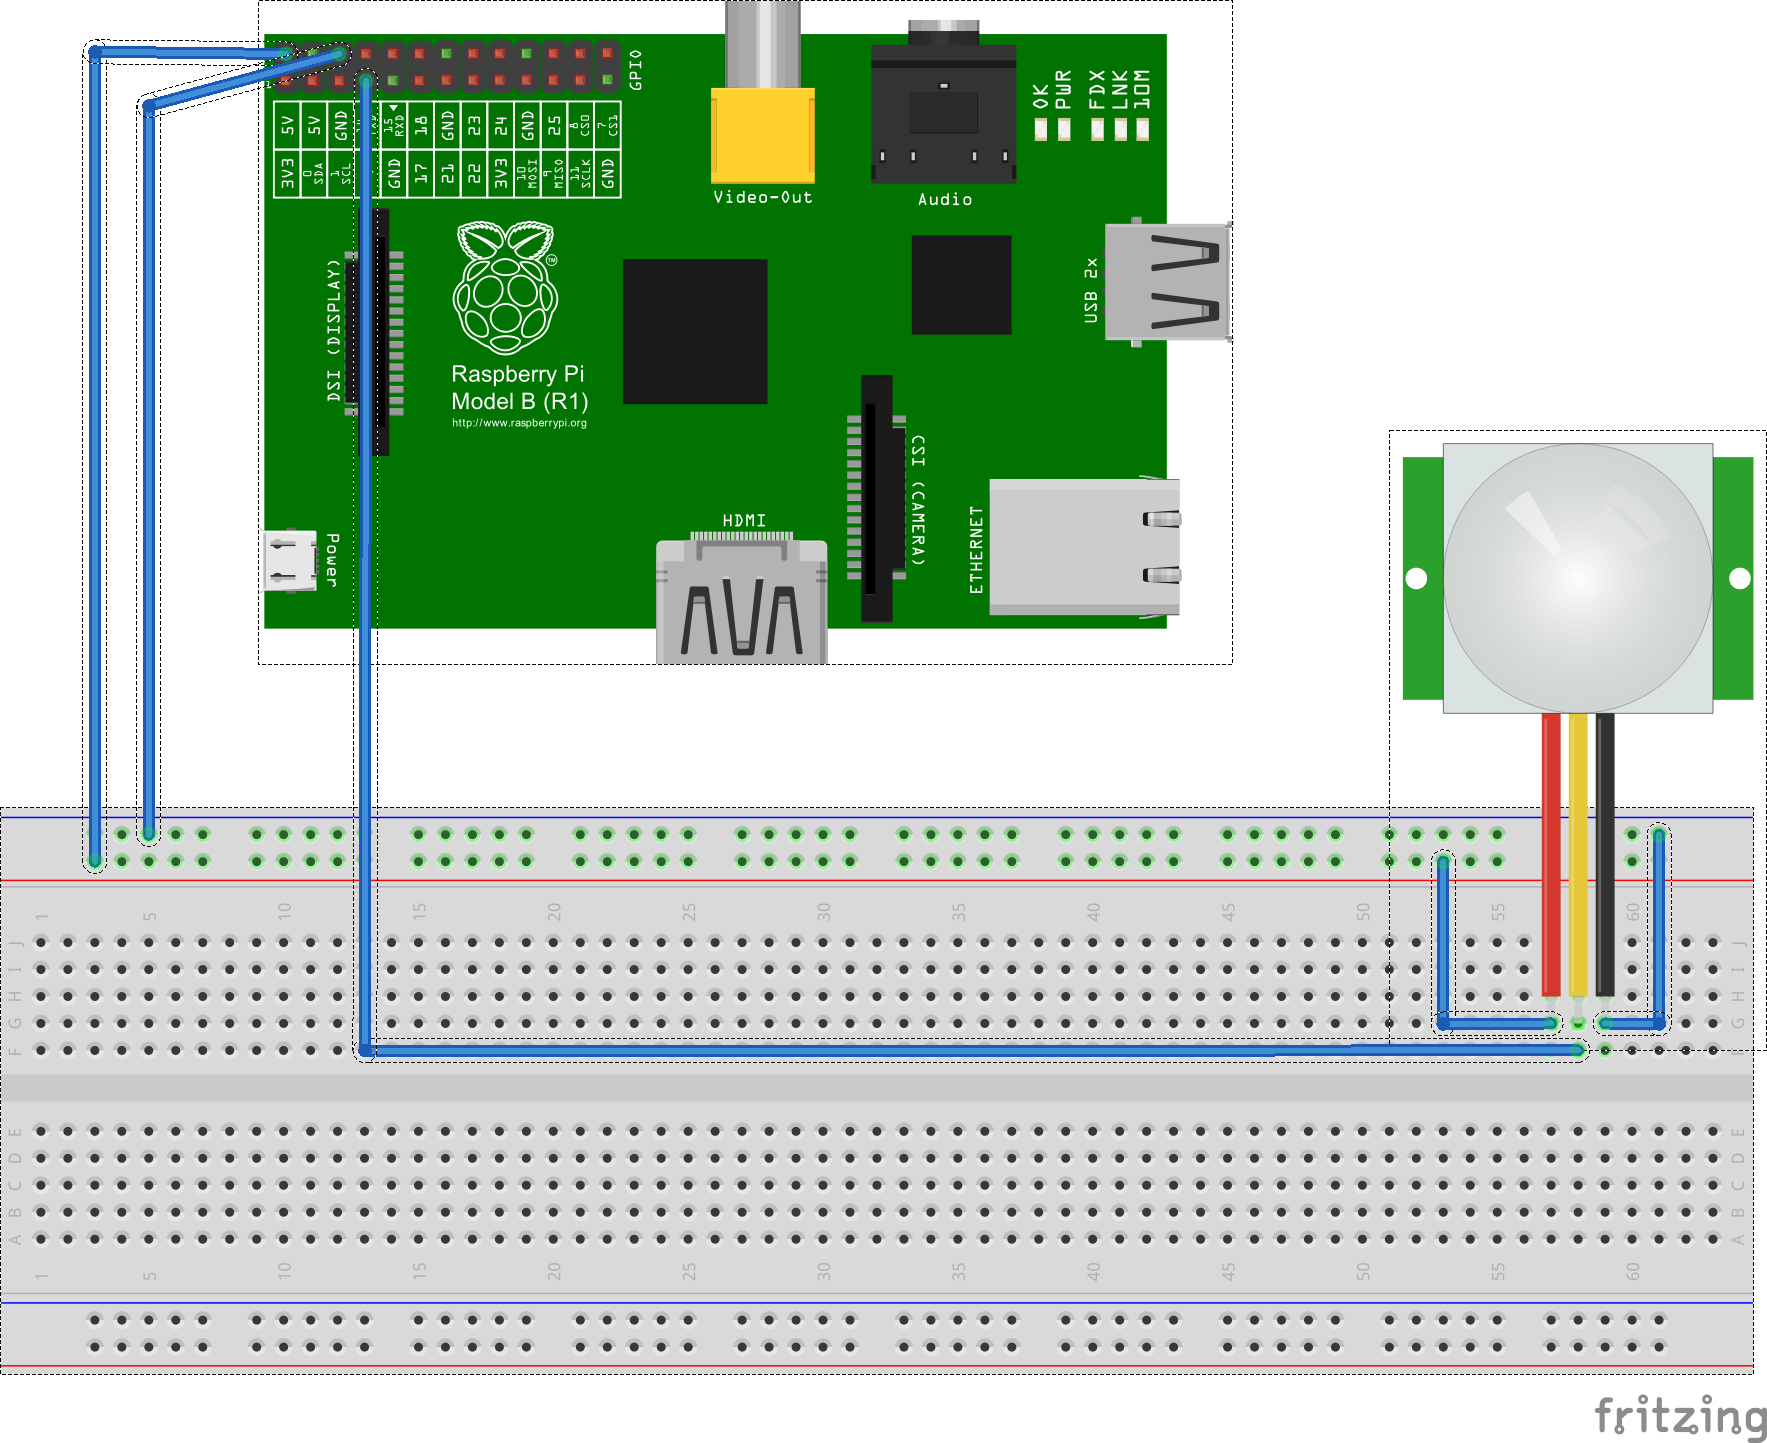 GPIO
5V 5V GND 15 RXD 18 GND 23 24 GND 25 8 CS0 7 CS1
3V3 0 SDA 1 SCL GND 17 21 22 3V3 10 MOSI 9 MISO 11 SCLK GND
Video-Out
Audio
OK PWR FDX LNK 10M
USB 2x
DSI (DISPLAY)
TM
Raspberry Pi
Model B (R1)
http://www.raspberrypi.org
CSI (CAMERA)
Power
HDMI
ETHERNET
1 5 10 15 20 25 30 35 40 45 50 55 60
J J
I I
H H
G G
F F
E E
D D
C C
B B
A A
1 5 10 15 20 25 30 35 40 45 50 55 60
fritzing